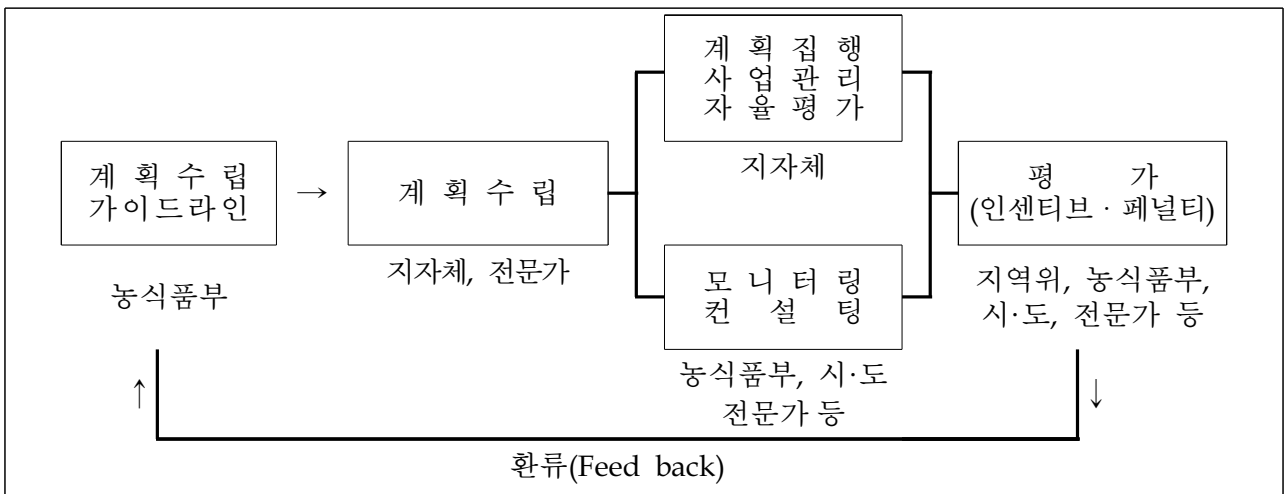 계 획 수 립
가이드라인
농식품부
→
계 획 수 립
지자체, 전문가
계 획 집 행
사 업 관 리
자 율 평 가
지자체
모 니 터 링
컨 설 팅
농식품부, 시·도
전문가 등
평 가
(인센티브 · 페널티)
지역위, 농식품부,
시·도, 전문가 등
↑
↓
환류(Feed back)